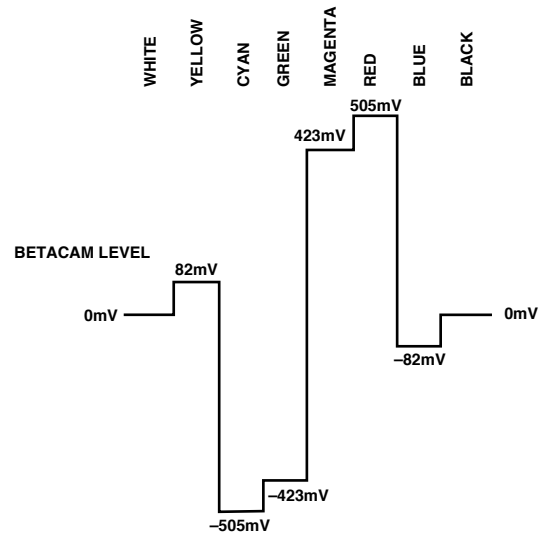 WHITE
YELLOW
CYAN
GREEN
MAGENTA
RED
BLUE
BLACK
505mV
423mV
BETACAM LEVEL
82mV
0mV
0mV
–82mV
–423mV
–505mV